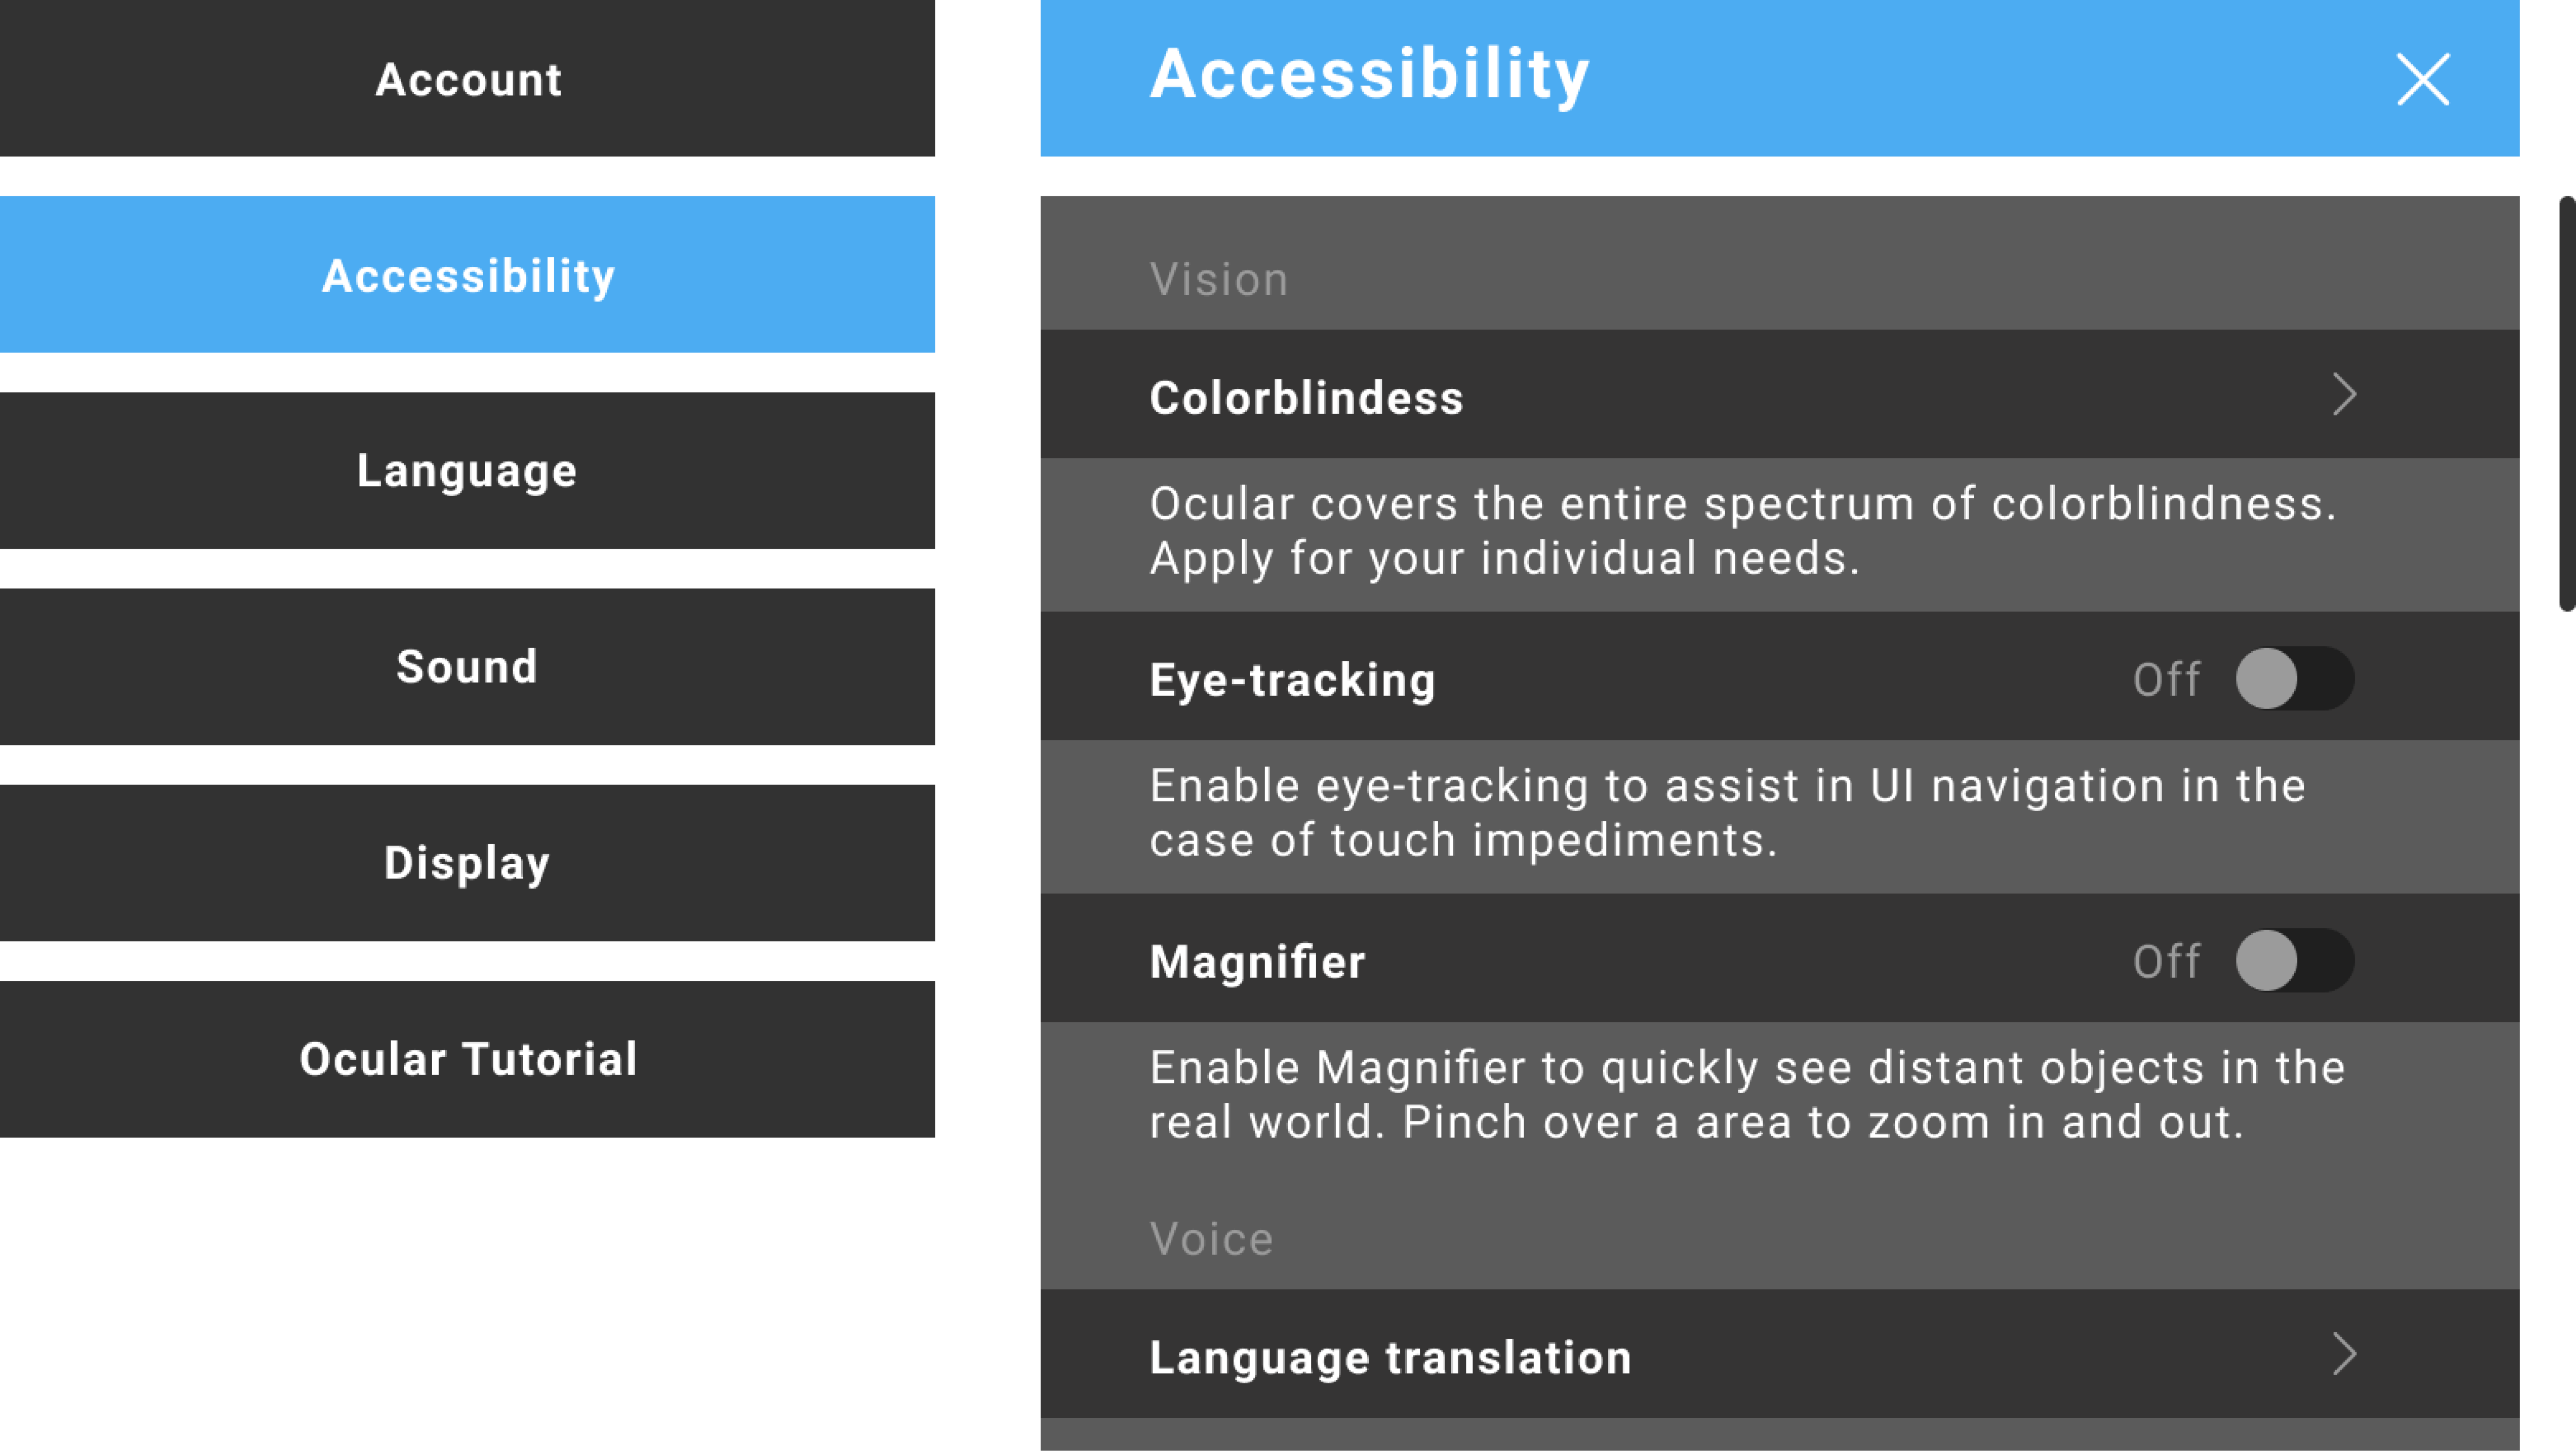 Account
Accessibility
Language
Sound
Display
Ocular Tutorial
Accessibility
Vision
Colorblindess
Ocular covers the entire spectrum of colorblindness.
Apply for your individual needs.
Eye-tracking Off
Enable eye-tracking to assist in UI navigation in the
case of touch impediments.
Magnifier Off
Enable Magnifier to quickly see distant objects in the
real world. Pinch over a area to zoom in and out.
Voice
Language translation